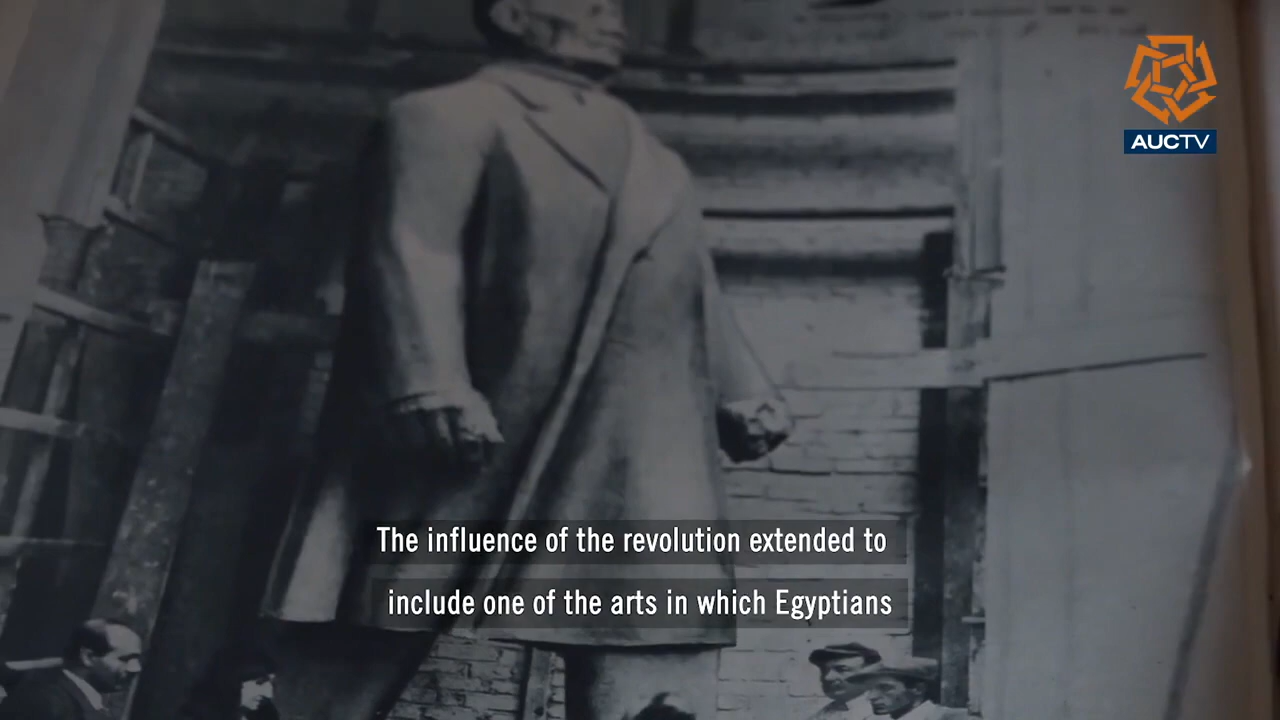 AUCTV
The influence of the revolution extended to
include one of the arts in which Egyptians